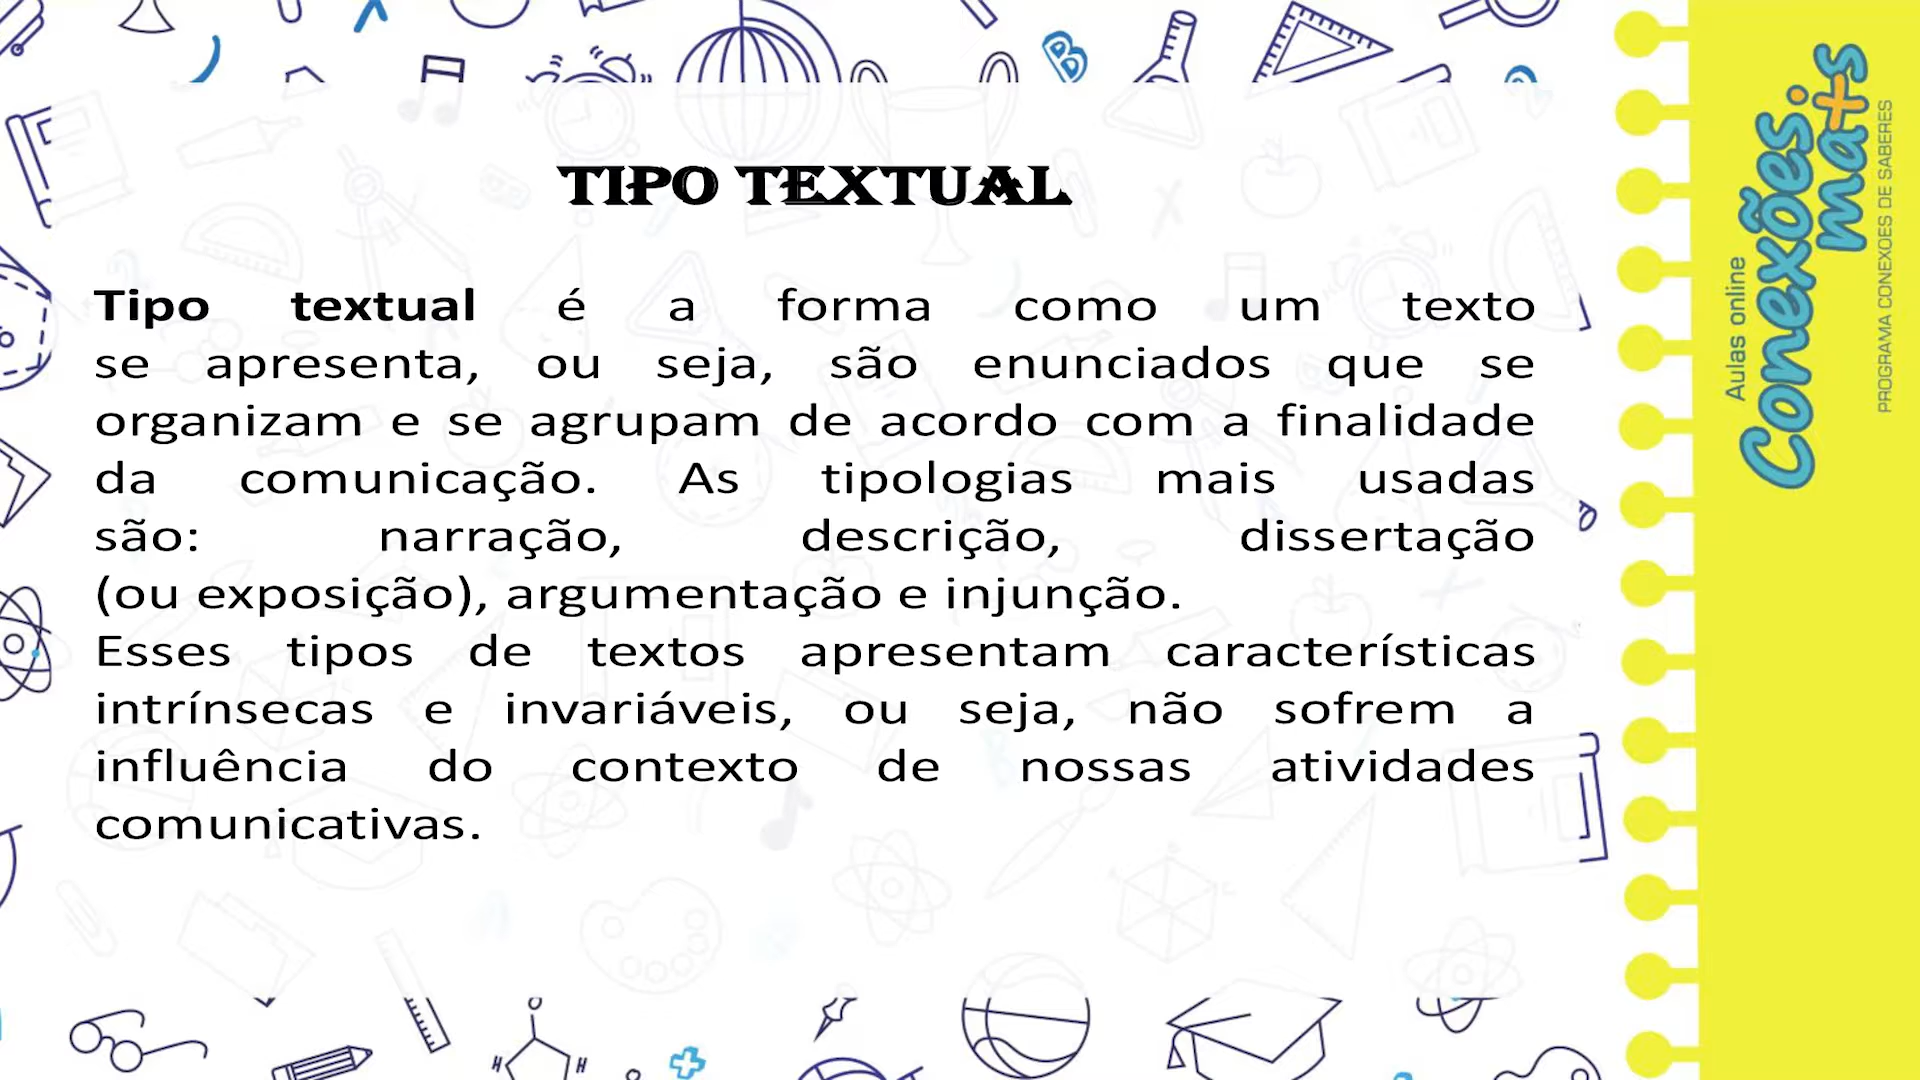 TIPO TEXTUAL
Tipo textual é a forma como um texto
se apresenta, ou seja, são enunciados que se
organizam e se agrupam de acordo com a finalidade
da comunicação. As tipologias mais usadas
são: narração, descrição, dissertação
(ou exposição), argumentação e injunção.
Esses tipos de textos apresentam características
intrínsecas e invariáveis, ou seja, não sofrem a
influência do contexto de nossas atividades
comunicativas.
Aulas online
Conexões.
ma+s
PROGRAMA CONEXOES DE SABERES
B
H
O
H